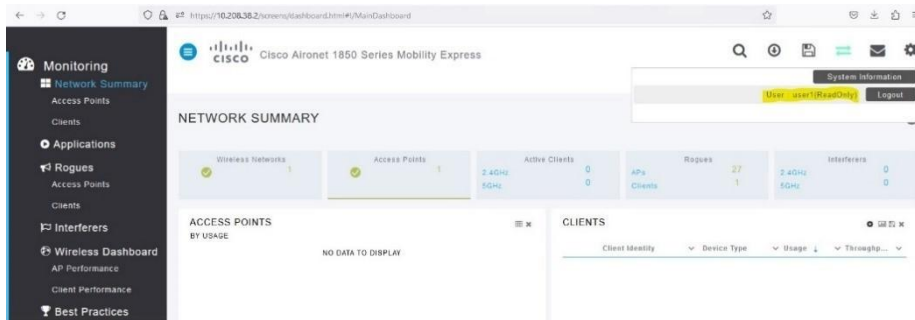 https://10.208.38.2/screens/dashboard.html#!/MainDashboard
Monitoring
Network Summary
Access Points
Clients
Applications
Rogues
Access Points
Clients
Interferers
Wireless Dashboard
AP Performance
Client Performance
Best Practices
CISCO
Cisco Aironet 1850 Series Mobility Express
System Information
User : user1(ReadOnly)
Logout
NETWORK SUMMARY
Wireless Networks
1
Access Points
1
Active Clients
2.4GHz 0
5GHz 0
Rogues
APs 27
Clients 1
Interferers
2.4GHz 0
5GHz 0
ACCESS POINTS
BY USAGE
NO DATA TO DISPLAY
CLIENTS
Client Identity Device Type Usage Throughp...